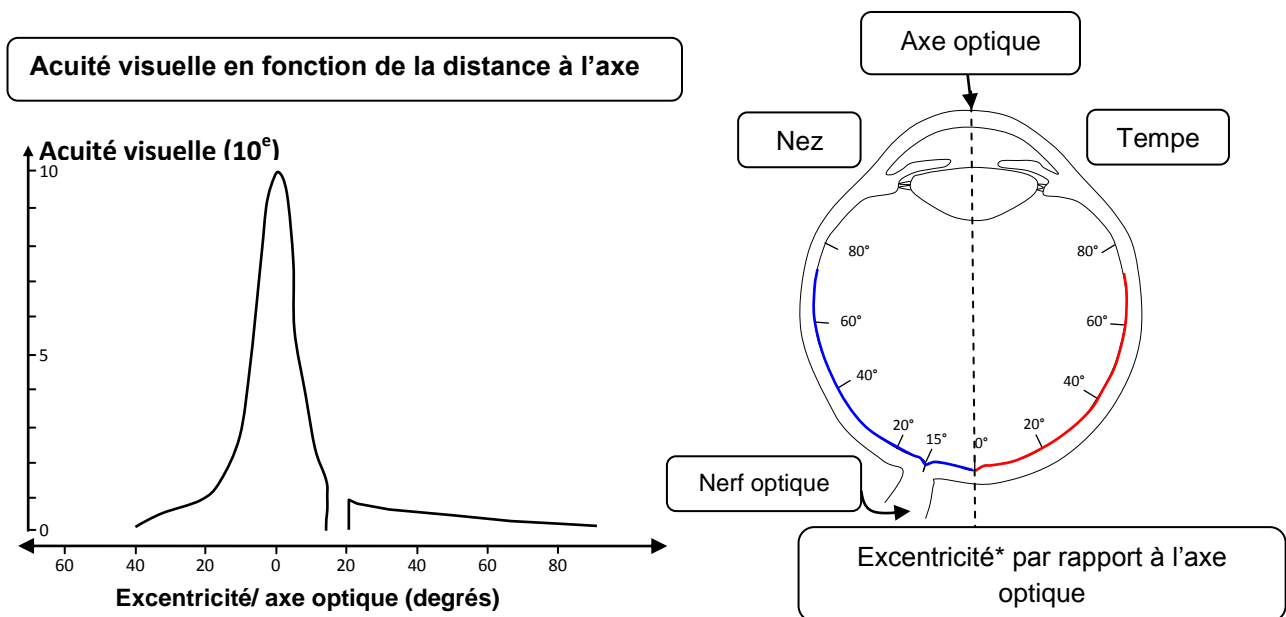 Acuité visuelle en fonction de la distance à l'axe
Acuité visuelle (10e)
10
5
0
60
40
20
0
20
40
60
80
Excentricité/ axe optique (degrés)
Axe optique
Nez
Tempe
80°
80°
60°
60°
40°
40°
20°
15°
0°
20°
Nerf optique
Excentricité* par rapport à l'axe
optique